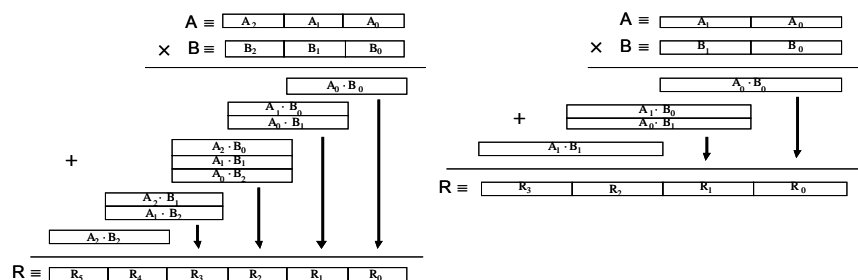 A ≡ A₂ A₁ A₀
× B ≡ B₂ B₁ B₀
A₀ · B₀
A₁ · B₀
A₀ · B₁
+
A₂ · B₀
A₁ · B₁
A₀ · B₂
A₂ · B₁
A₁ · B₂
A₂ · B₂
R ≡ R₅ R₄ R₃ R₂ R₁ R₀
A ≡ A₁ A₀
× B ≡ B₁ B₀
A₀ · B₀
+
A₁ · B₀
A₀ · B₁
A₁ · B₁
R ≡ R₃ R₂ R₁ R₀